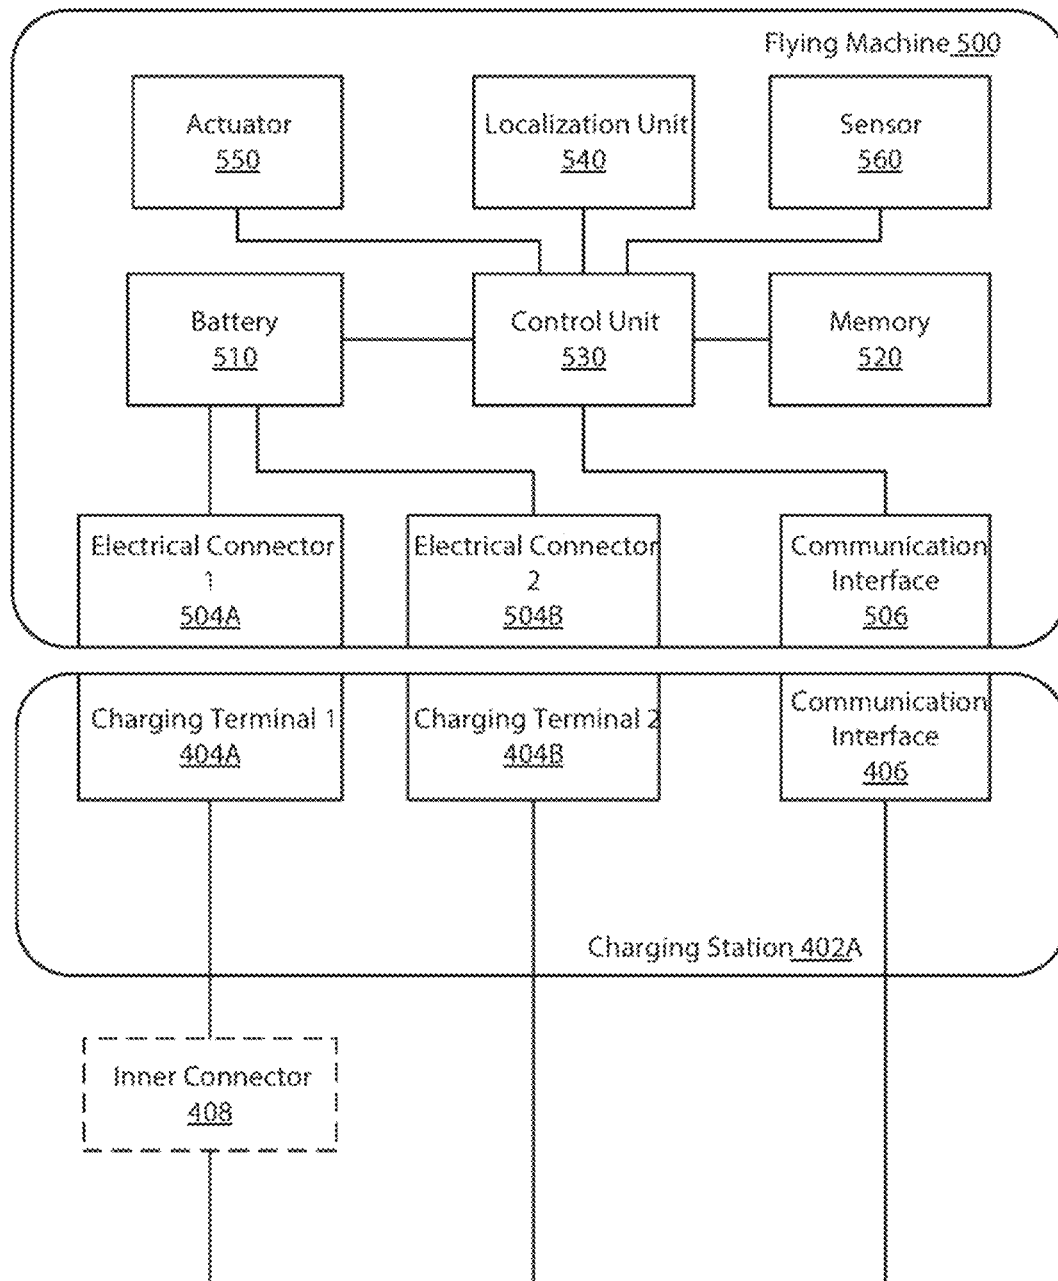 Flying Machine 500
Actuator
550
Localization Unit
540
Sensor
560
Battery
510
Control Unit
530
Memory
520
Electrical Connector
1
504A
Electrical Connector
2
504B
Communication
Interface
506
Charging Terminal 1
404A
Charging Terminal 2
404B
Communication
Interface
406
Charging Station 402A
Inner Connector
408